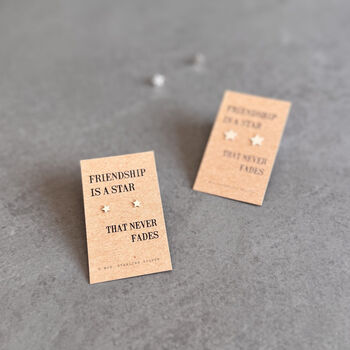 FRIENDSHIP
IS A STAR
THAT NEVER
FADES
FRIENDSHIP
IS A STAR
THAT NEVER
FADES